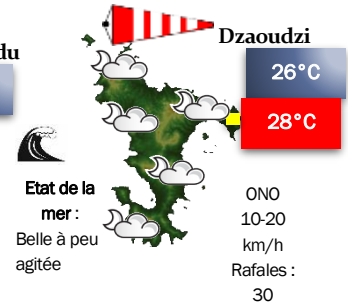 Dzaoudzi
du
26°C
28°C
Etat de la
mer :
Belle à peu
agitée
ONO
10-20
km/h
Rafales :
30